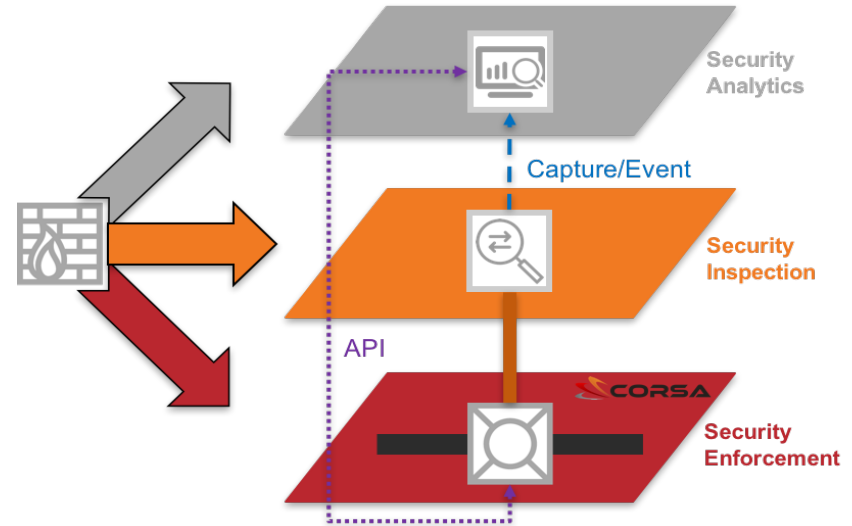 Security
Analytics
Capture/Event
Security
Inspection
API
CORSA
Security
Enforcement